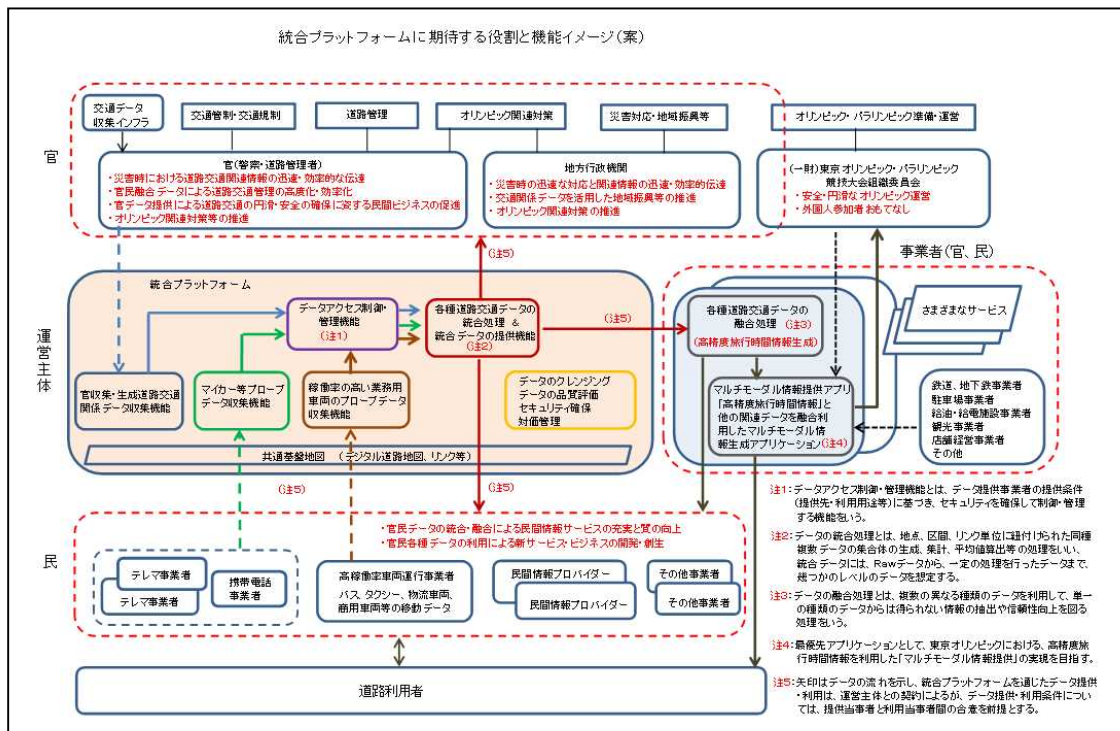 統合プラットフォームに期待する役割と機能イメージ(案)
官
交通データ
収集インフラ
交通管制・交通規制
道路管理
オリンピック関連対策
災害対応・地域振興等
オリンピック・パラリンピック準備・運営
官(警察・道路管理者)
・災害時における道路交通関連情報の迅速・効率的な伝達
・官民融合データによる道路交通管理の高度化・効率化
・官データ提供による道路交通の円滑・安全の確保に資する民間ビジネスの促進
・オリンピック関連対策等の推進
地方行政機関
・災害時の迅速な対応と関連情報の迅速・効率的伝達
・交通関係データを活用した地域振興等の推進
・オリンピック関連対策の推進
(一財)東京オリンピック・パラリンピック
競技大会組織委員会
・安全・円滑なオリンピック運営
・外国人参加者おもてなし
(注5)
事業者(官、民)
運営主体
統合プラットフォーム
データアクセス制御・
管理機能
(注1)
各種道路交通データの
統合処理 &
統合データの提供機能
(注2)
(注5)
各種道路交通データの
融合処理 (注3)
(高精度旅行時間情報生成)
さまざまなサービス
官収集・生成道路交通
関係データ収集機能
マイカー等プローブ
データ収集機能
稼働率の高い業務用
車両のプローブデータ
収集機能
データのクレンジング
データの品質評価
セキュリティ確保
対価管理
マルチモーダル情報提供アプリ
「高精度旅行時間情報」と
他の関連データを融合利
用したマルチモーダル情
報生成アプリケーション(注4)
鉄道、地下鉄事業者
駐車場事業者
給油・給電施設事業者
観光事業者
店舗経営事業者
その他
共通基盤地図 (デジタル道路地図、リンク等)
(注5)
(注5)
民
・官民データの統合・融合による民間情報サービスの充実と質の向上
・官民各種データの利用による新サービス・ビジネスの開発・創生
テレマ事業者
テレマ事業者
携帯電話
事業者
高稼働率車両運行事業者
バス、タクシー、物流車両、
商用車両等の移動データ
民間情報プロバイダー
民間情報プロバイダー
その他事業者
その他事業者
道路利用者
注1:データアクセス制御・管理機能とは、データ提供事業者の提供条件
(提供先・利用用途等)に基づき、セキュリティを確保して制御・管理
する機能をいう。
注2:データの統合処理とは、地点、区間、リンク単位に紐付けられた同種
複数データの集合体の生成、集計、平均値算出等の処理をいい、
統合データには、Rawデータから、一定の処理を行ったデータまで、
幾つかのレベルのデータを想定する。
注3:データの融合処理とは、複数の異なる種類のデータを利用して、単一
の種類のデータからは得られない情報の抽出や信頼性向上を図る
処理をいう。
注4:最優先アプリケーションとして、東京オリンピックにおける、高精度旅
行時間情報を利用した「マルチモーダル情報提供」の実現を目指す。
注5:矢印はデータの流れを示し、統合プラットフォームを通じたデータ提供
・利用は、運営主体との契約によるが、データ提供・利用条件につい
ては、提供当事者と利用当事者間の合意を前提とする。